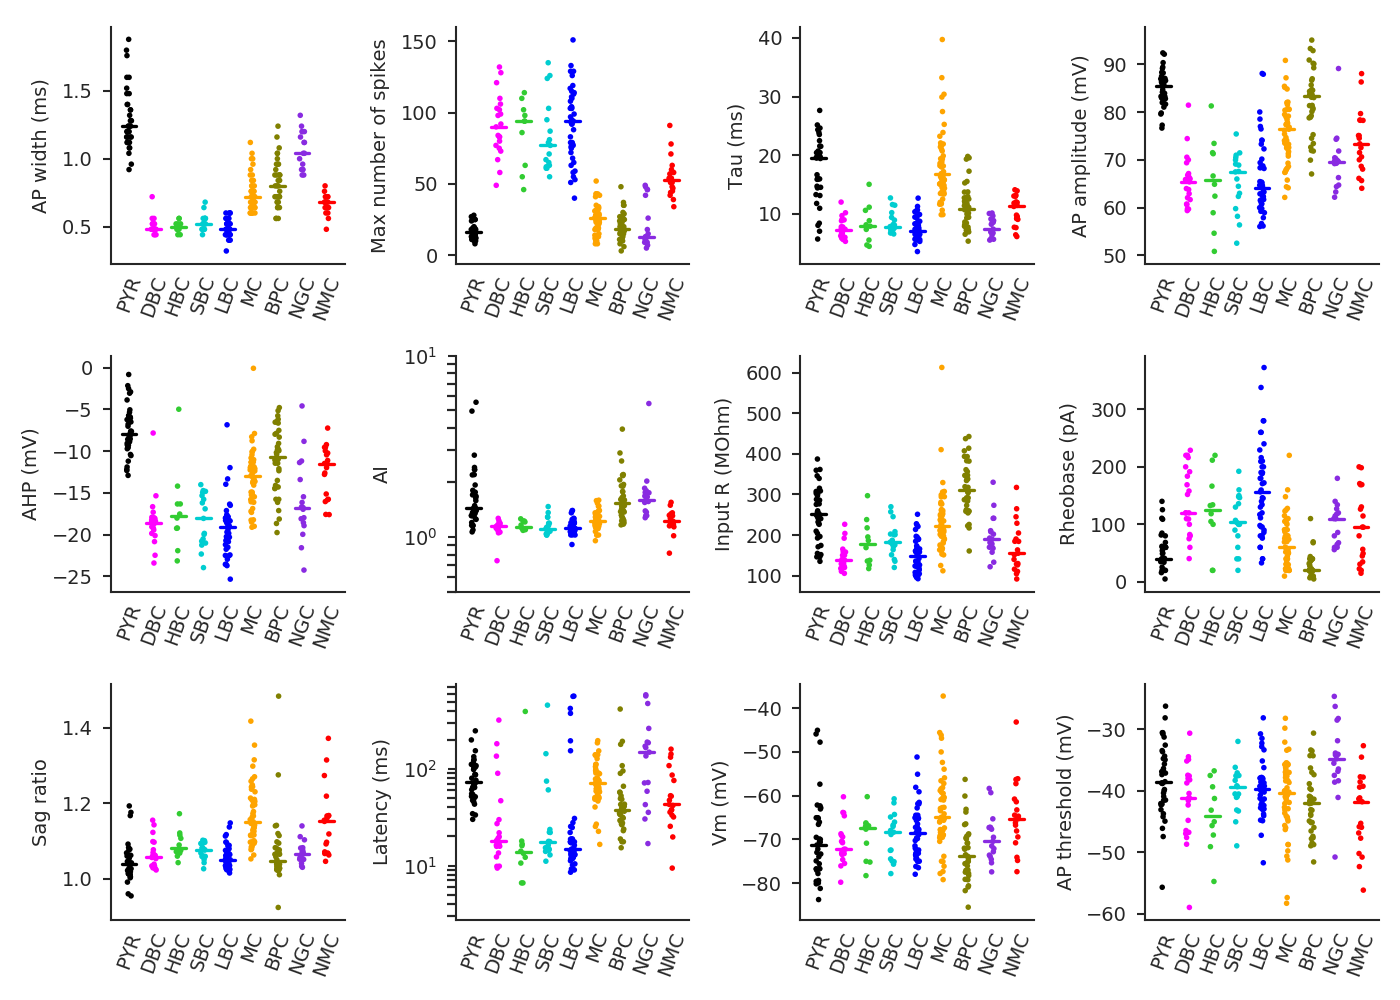 AP width (ms)
1.5
1.0
0.5
PYR DBC HBC SBC LBC MC BPC NGC NMC
Max number of spikes
150
100
50
0
PYR DBC HBC SBC LBC MC BPC NGC NMC
Tau (ms)
40
30
20
10
PYR DBC HBC SBC LBC MC BPC NGC NMC
AP amplitude (mV)
90
80
70
60
50
PYR DBC HBC SBC LBC MC BPC NGC NMC
AHP (mV)
0
−5
−10
−15
−20
−25
PYR DBC HBC SBC LBC MC BPC NGC NMC
AI
10¹
10⁰
PYR DBC HBC SBC LBC MC BPC NGC NMC
Input R (MOhm)
600
500
400
300
200
100
PYR DBC HBC SBC LBC MC BPC NGC NMC
Rheobase (pA)
300
200
100
0
PYR DBC HBC SBC LBC MC BPC NGC NMC
Sag ratio
1.4
1.2
1.0
PYR DBC HBC SBC LBC MC BPC NGC NMC
Latency (ms)
10²
10¹
PYR DBC HBC SBC LBC MC BPC NGC NMC
Vm (mV)
−40
−50
−60
−70
−80
PYR DBC HBC SBC LBC MC BPC NGC NMC
AP threshold (mV)
−30
−40
−50
−60
PYR DBC HBC SBC LBC MC BPC NGC NMC